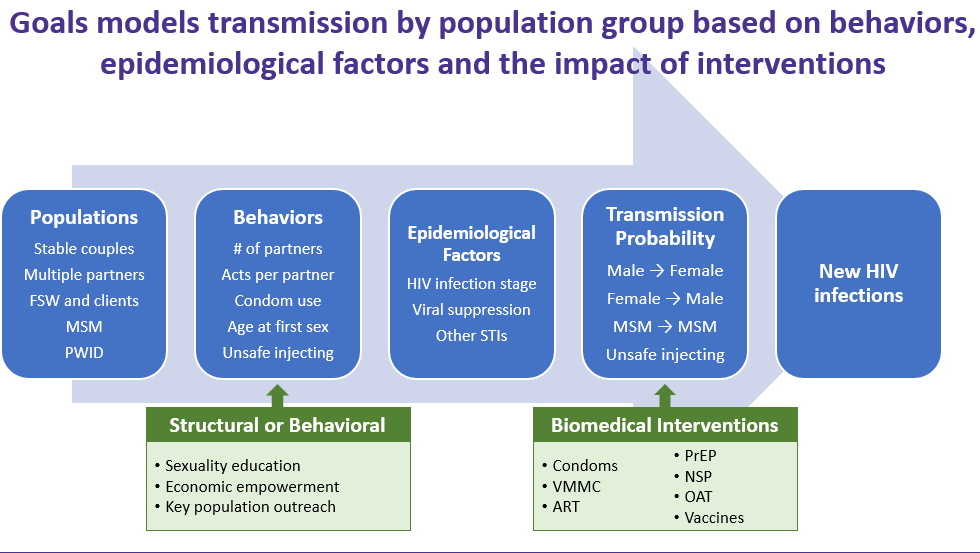 Goals models transmission by population group based on behaviors,
epidemiological factors and the impact of interventions
Populations
Stable couples
Multiple partners
FSW and clients
MSM
PWID
Behaviors
# of partners
Acts per partner
Condom use
Age at first sex
Unsafe injecting
Epidemiological
Factors
HIV infection stage
Viral suppression
Other STIs
Transmission
Probability
Male → Female
Female → Male
MSM → MSM
Unsafe injecting
New HIV
infections
Structural or Behavioral
• Sexuality education
• Economic empowerment
• Key population outreach
Biomedical Interventions
• Condoms
• VMMC
• ART
• PrEP
• NSP
• OAT
• Vaccines